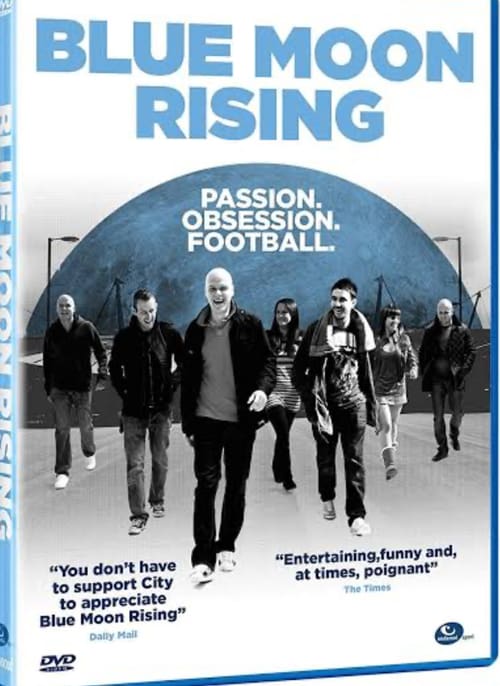 BLUE MOON
RISING
PASSION.
OBSESSION.
FOOTBALL.
BLUE MOON RISING
"You don't have
to support City
to appreciate
Blue Moon Rising"
Daily Mail
"Entertaining,funny and,
at times, poignant"
The Times
DVD
VIDEO